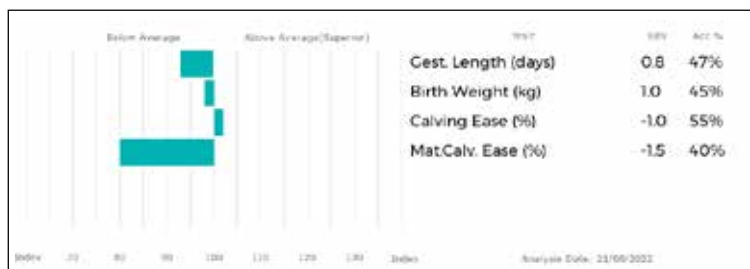 Below Average Above Average(Superior) Trait EBV Acc %
Gest. Length (days) 0.8 47%
Birth Weight (kg) 1.0 45%
Calving Ease (%) -1.0 55%
Mat.Calv. Ease (%) -1.5 40%
Index 70 80 90 100 110 120 130 Index Analysis Date: 21/09/2022